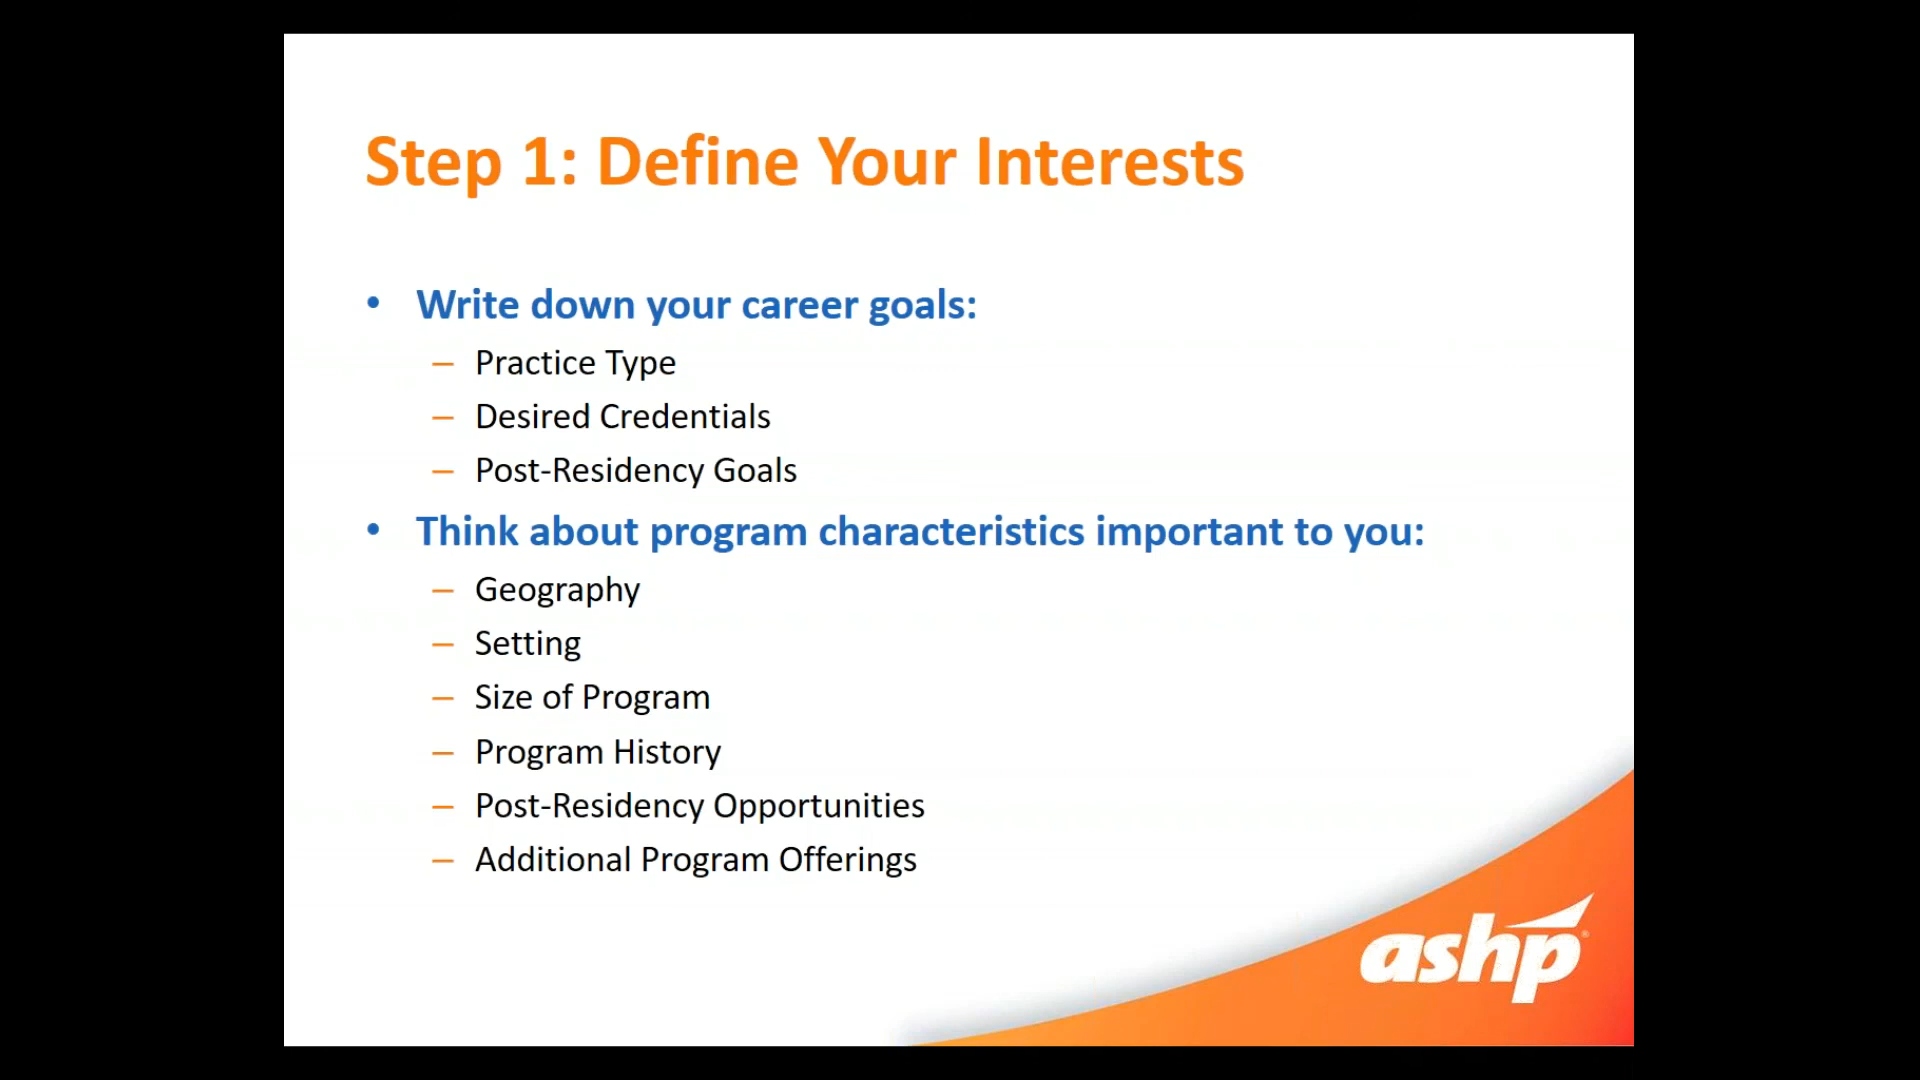 Step 1: Define Your Interests
• Write down your career goals:
– Practice Type
– Desired Credentials
– Post-Residency Goals
• Think about program characteristics important to you:
– Geography
– Setting
– Size of Program
– Program History
– Post-Residency Opportunities
– Additional Program Offerings
ashp®